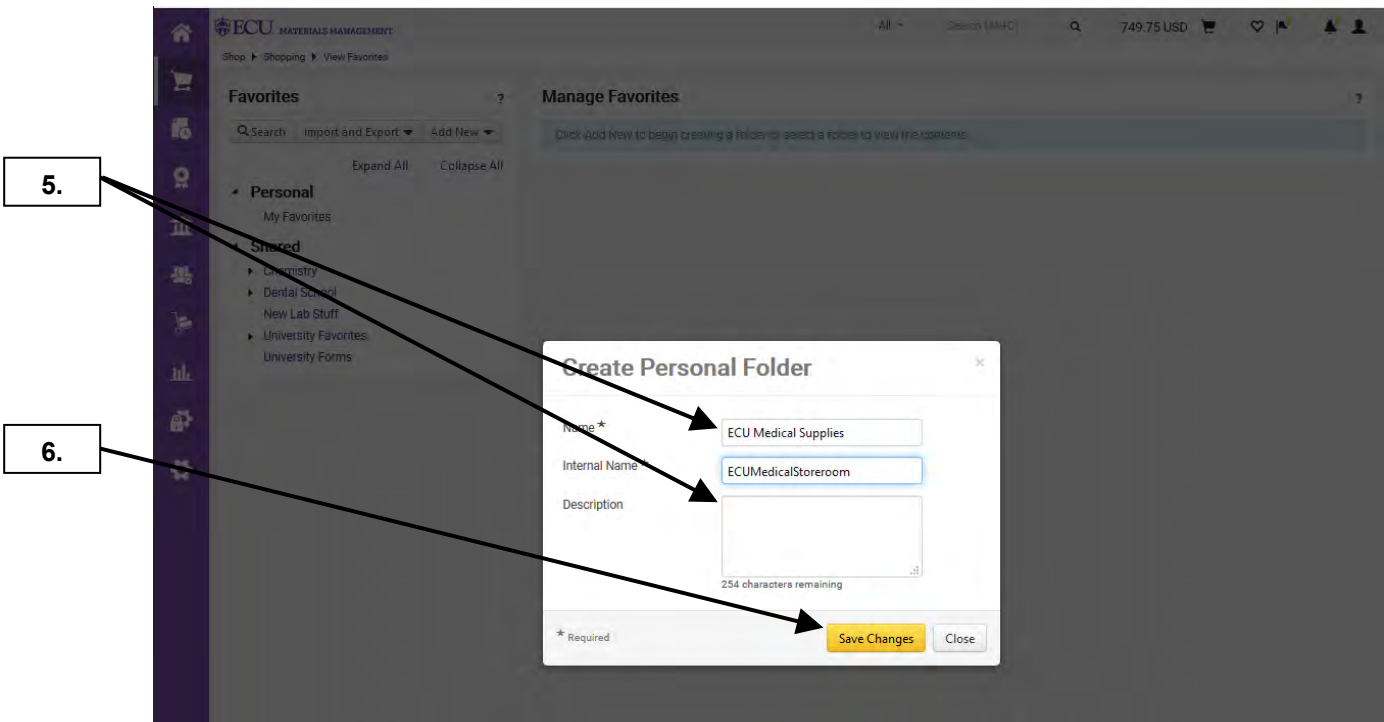 ECU MATERIALS MANAGEMENT
All
Search (Alt+Q)
749.75 USD
Shop Shopping View Favorites
Favorites ?
Manage Favorites ?
Search Import and Export Add New
Click Add New to begin creating a folder or select a folder to view the contents.
Expand All Collapse All
5.
Personal
My Favorites
Shared
Chemistry
Dental School
New Lab Stuff
University Favorites
University Forms
Create Personal Folder ×
Name * ECU Medical Supplies
6.
Internal Name * ECUMedicalStoreroom
Description
254 characters remaining
* Required
Save Changes Close